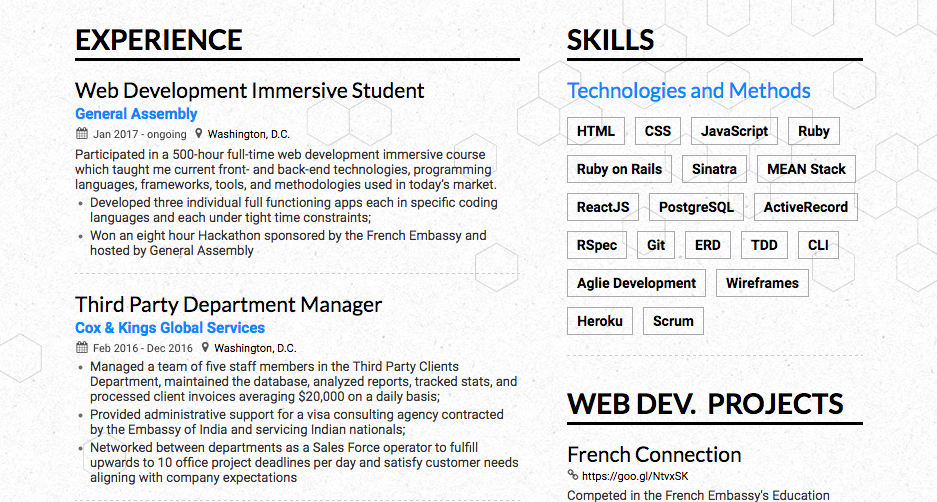 EXPERIENCE
Web Development Immersive Student
General Assembly
Jan 2017 - ongoing Washington, D.C.
Participated in a 500-hour full-time web development immersive course
which taught me current front- and back-end technologies, programming
languages, frameworks, tools, and methodologies used in today's market.
• Developed three individual full functioning apps each in specific coding
languages and each under tight time constraints;
• Won an eight hour Hackathon sponsored by the French Embassy and
hosted by General Assembly
Third Party Department Manager
Cox & Kings Global Services
Feb 2016 - Dec 2016 Washington, D.C.
• Managed a team of five staff members in the Third Party Clients
Department, maintained the database, analyzed reports, tracked stats, and
processed client invoices averaging $20,000 on a daily basis;
• Provided administrative support for a visa consulting agency contracted
by the Embassy of India and servicing Indian nationals;
• Networked between departments as a Sales Force operator to fulfill
upwards to 10 office project deadlines per day and satisfy customer needs
aligning with company expectations
SKILLS
Technologies and Methods
HTML CSS JavaScript Ruby
Ruby on Rails Sinatra MEAN Stack
ReactJS PostgreSQL ActiveRecord
RSpec Git ERD TDD CLI
Aglie Development Wireframes
Heroku Scrum
WEB DEV. PROJECTS
French Connection
https://goo.gl/NtvxSK
Competed in the French Embassy's Education